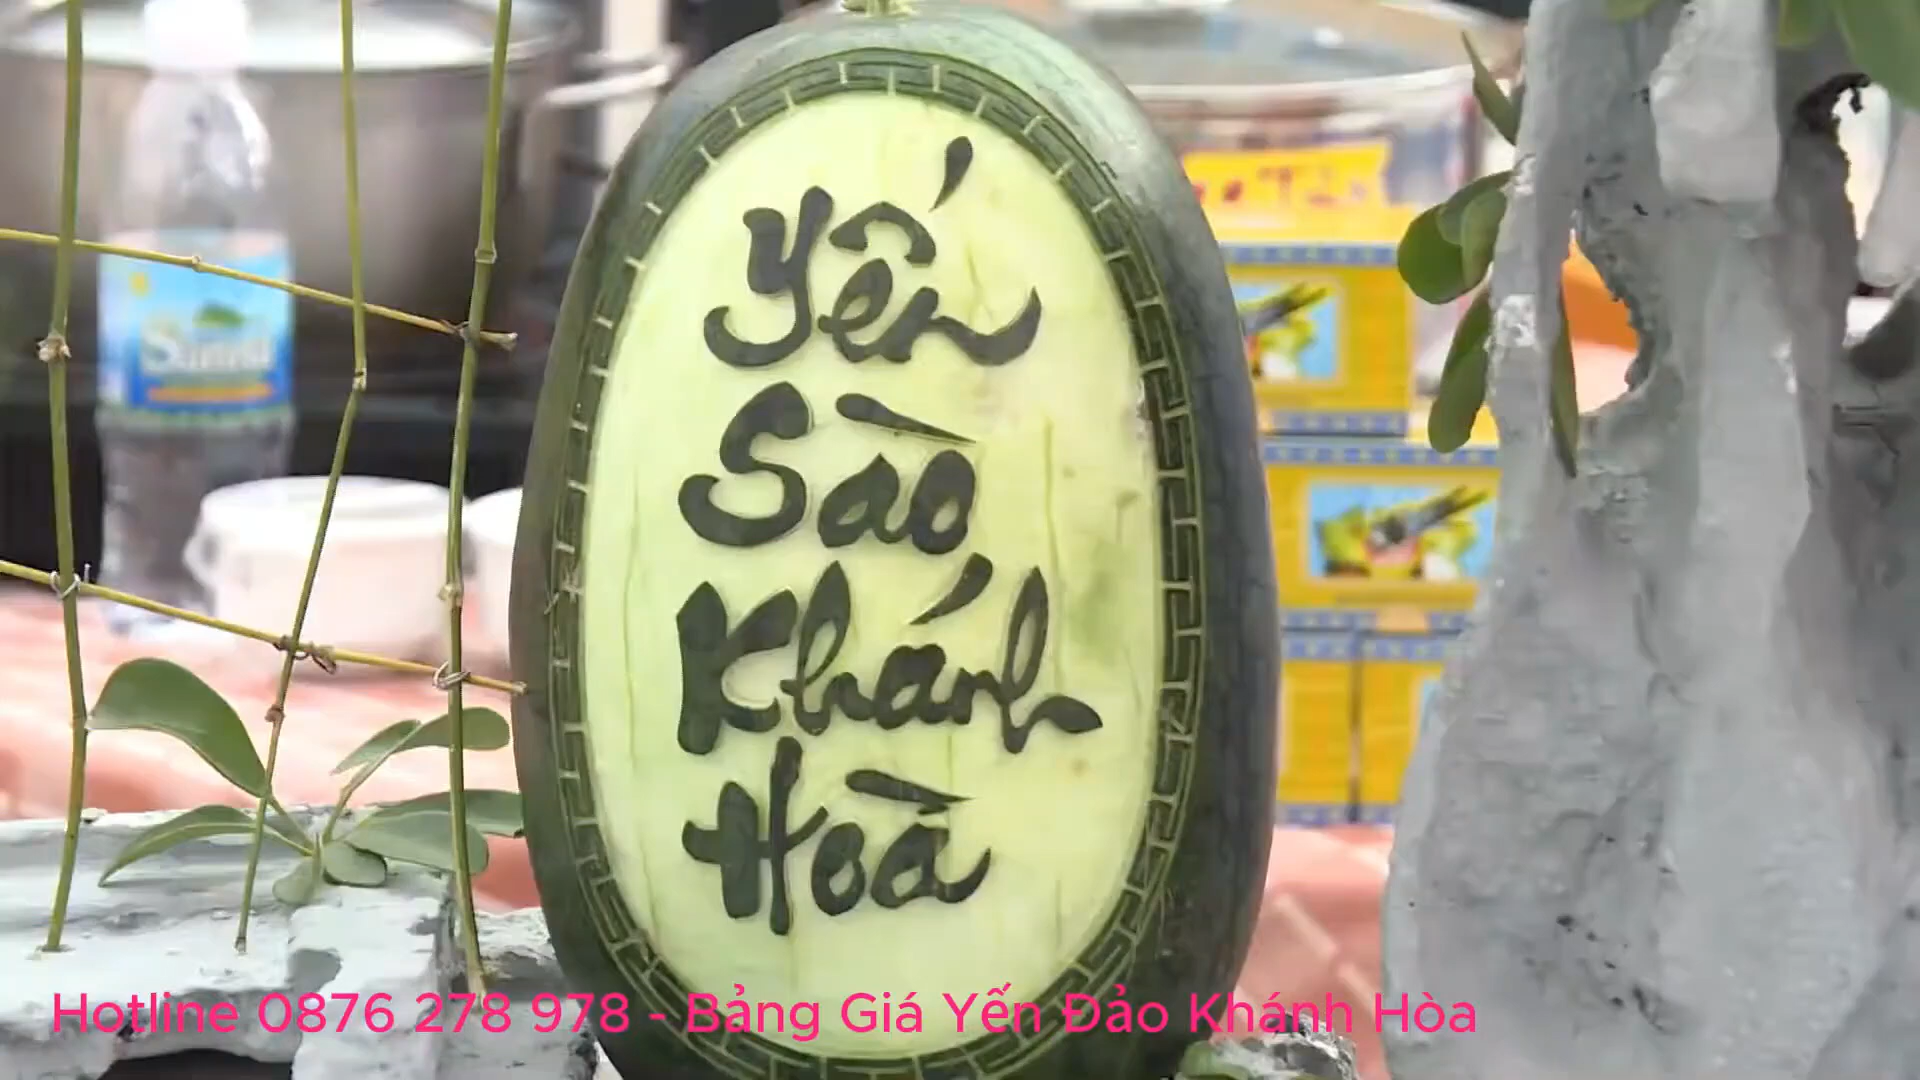 Yến
Sào
Khánh
Hoà
Hotline 0876 278 978 - Bảng Giá Yến Đảo Khánh Hòa